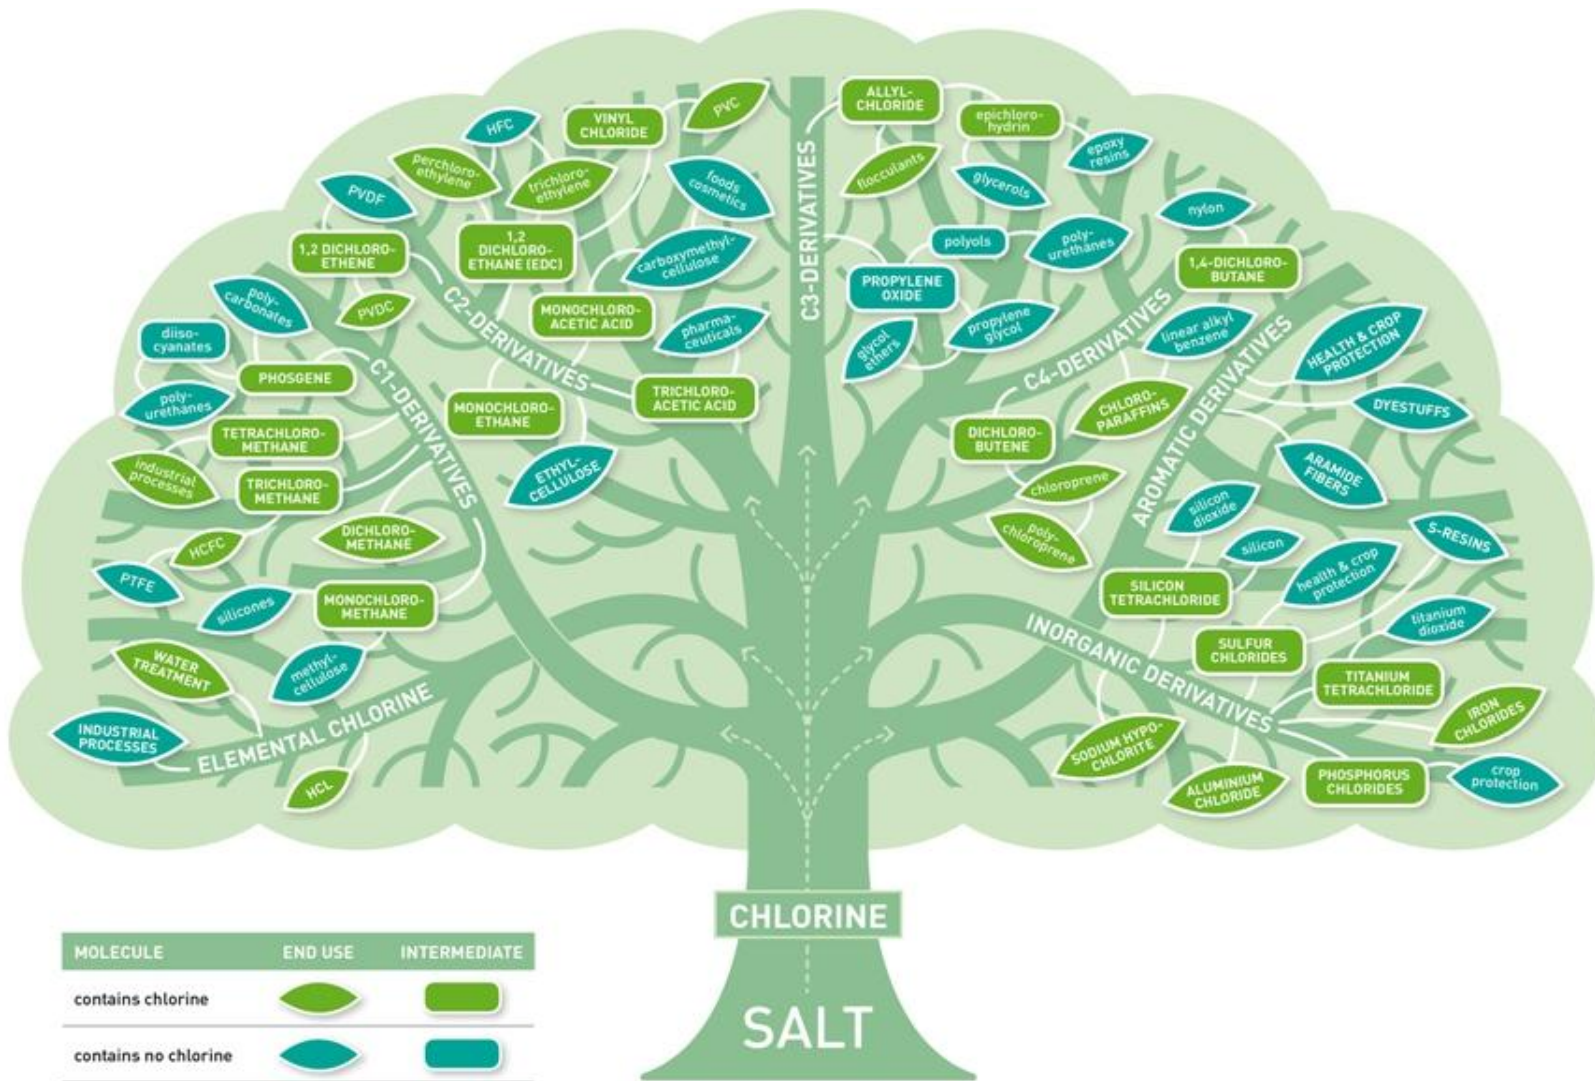 PVC
VINYL
CHLORIDE
HFC
perchloro-
ethylene
trichloro-
ethylene
PVDF
foods
cosmetics
1,2 DICHLORO-
ETHENE
1,2
DICHLORO-
ETHANE (EDC)
carboxymethyl-
cellulose
MONOCHLORO-
ACETIC ACID
PVDC
pharma-
ceuticals
C2-DERIVATIVES
TRICHLORO-
ACETIC ACID
MONOCHLORO-
ETHANE
ETHYL-
CELLULOSE
poly-
carbonates
diiso-
cyanates
PHOSGENE
poly-
urethanes
C1-DERIVATIVES
TETRACHLORO-
METHANE
industrial
processes
TRICHLORO-
METHANE
DICHLORO-
METHANE
HCFC
PTFE
silicones
MONOCHLORO-
METHANE
methyl-
cellulose
WATER
TREATMENT
INDUSTRIAL
PROCESSES
ELEMENTAL CHLORINE
HCL
C3-DERIVATIVES
ALLYL-
CHLORIDE
epichloro-
hydrin
flocculants
glycerols
epoxy
resins
polyols
poly-
urethanes
PROPYLENE
OXIDE
glycol
ethers
propylene
glycol
nylon
1,4-DICHLORO-
BUTANE
C4-DERIVATIVES
DICHLORO-
BUTENE
chloroprene
poly-
chloroprene
linear alkyl
benzene
CHLORO-
PARAFFINS
AROMATIC DERIVATIVES
HEALTH & CROP
PROTECTION
DYESTUFFS
ARAMIDE
FIBERS
silicon
dioxide
silicon
SILICON
TETRACHLORIDE
health & crop
protection
S-RESINS
SULFUR
CHLORIDES
titanium
dioxide
TITANIUM
TETRACHLORIDE
INORGANIC DERIVATIVES
IRON
CHLORIDES
SODIUM HYPO-
CHLORITE
ALUMINIUM
CHLORIDE
PHOSPHORUS
CHLORIDES
crop
protection
CHLORINE
SALT
MOLECULE END USE INTERMEDIATE
contains chlorine
contains no chlorine